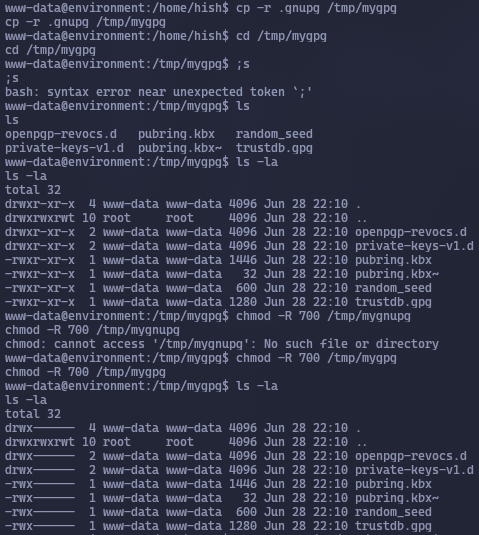 www-data@environment:/home/hish$ cp -r .gnupg /tmp/mygpg
cp -r .gnupg /tmp/mygpg
www-data@environment:/home/hish$ cd /tmp/mygpg
cd /tmp/mygpg
www-data@environment:/tmp/mygpg$ ;s
;s
bash: syntax error near unexpected token `;'
www-data@environment:/tmp/mygpg$ ls
ls
openpgp-revocs.d   pubring.kbx   random_seed
private-keys-v1.d  pubring.kbx~  trustdb.gpg
www-data@environment:/tmp/mygpg$ ls -la
ls -la
total 32
drwxr-xr-x  4 www-data www-data 4096 Jun 28 22:10 .
drwxrwxrwt 10 root     root     4096 Jun 28 22:10 ..
drwxr-xr-x  2 www-data www-data 4096 Jun 28 22:10 openpgp-revocs.d
drwxr-xr-x  2 www-data www-data 4096 Jun 28 22:10 private-keys-v1.d
-rwxr-xr-x  1 www-data www-data 1446 Jun 28 22:10 pubring.kbx
-rwxr-xr-x  1 www-data www-data   32 Jun 28 22:10 pubring.kbx~
-rwxr-xr-x  1 www-data www-data  600 Jun 28 22:10 random_seed
-rwxr-xr-x  1 www-data www-data 1280 Jun 28 22:10 trustdb.gpg
www-data@environment:/tmp/mygpg$ chmod -R 700 /tmp/mygnupg
chmod -R 700 /tmp/mygnupg
chmod: cannot access '/tmp/mygnupg': No such file or directory
www-data@environment:/tmp/mygpg$ chmod -R 700 /tmp/mygpg
chmod -R 700 /tmp/mygpg
www-data@environment:/tmp/mygpg$ ls -la
ls -la
total 32
drwx------  4 www-data www-data 4096 Jun 28 22:10 .
drwxrwxrwt 10 root     root     4096 Jun 28 22:10 ..
drwx------  2 www-data www-data 4096 Jun 28 22:10 openpgp-revocs.d
drwx------  2 www-data www-data 4096 Jun 28 22:10 private-keys-v1.d
-rwx------  1 www-data www-data 1446 Jun 28 22:10 pubring.kbx
-rwx------  1 www-data www-data   32 Jun 28 22:10 pubring.kbx~
-rwx------  1 www-data www-data  600 Jun 28 22:10 random_seed
-rwx------  1 www-data www-data 1280 Jun 28 22:10 trustdb.gpg